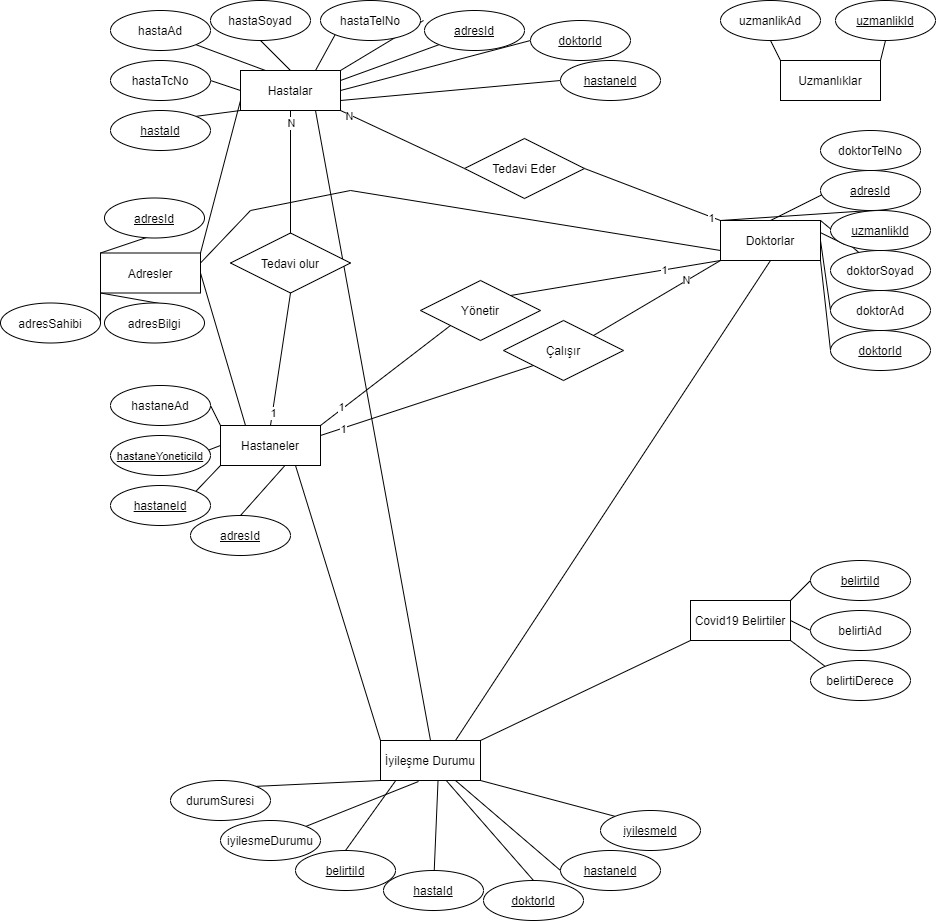 hastaSoyad
hastaTelNo
uzmanlikAd
uzmanlikId
hastaAd
adresId
doktorId
hastaTcNo
Hastalar
hastaneId
Uzmanlıklar
hastaId
N
N
doktorTelNo
Tedavi Eder
adresId
adresId
1
uzmanlikId
Doktorlar
Adresler
Tedavi olur
1
doktorSoyad
N
adresSahibi
adresBilgi
Yönetir
doktorAd
Çalışır
doktorId
hastaneAd
1
1
1
Hastaneler
hastaneYoneticiId
hastaneId
adresId
belirtiId
Covid19 Belirtiler
belirtiAd
belirtiDerece
İyileşme Durumu
durumSuresi
iyilesmeDurumu
iyilesmeId
belirtiId
hastaneId
hastaId
doktorId